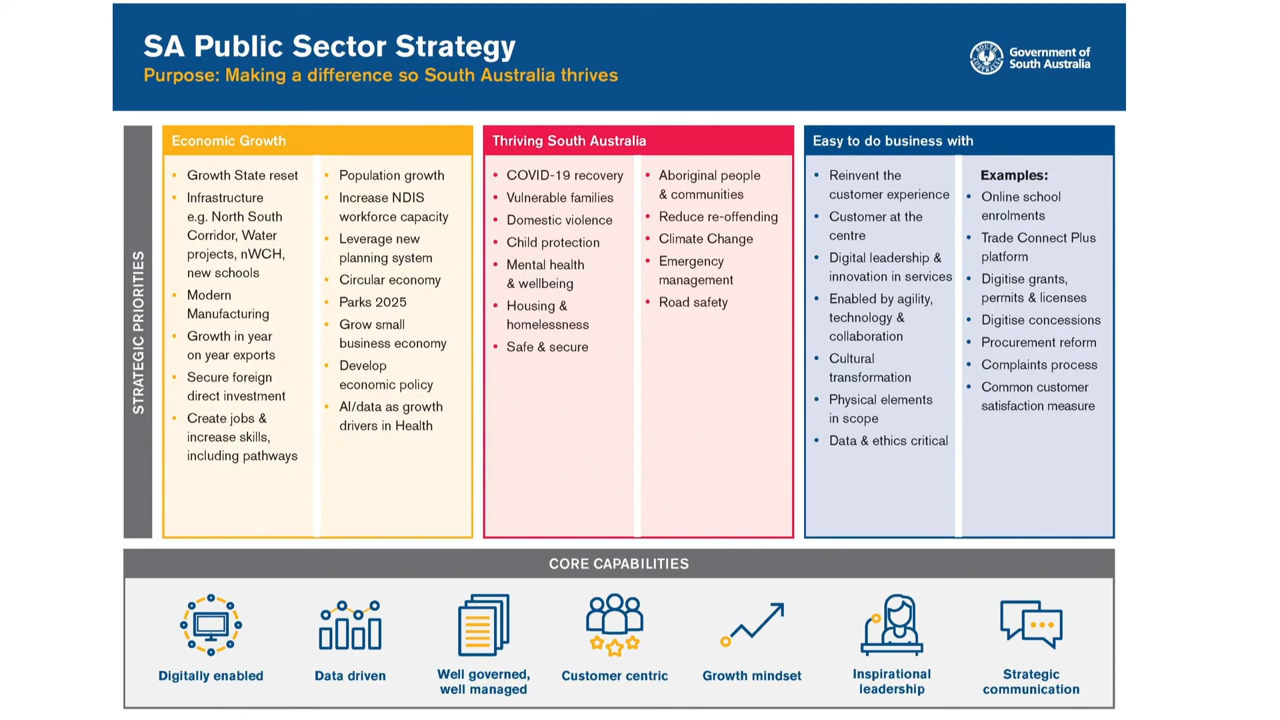 SA Public Sector Strategy
Purpose: Making a difference so South Australia thrives
SOUTH AUSTRALIA
Government of
South Australia
STRATEGIC PRIORITIES
Economic Growth
• Growth State reset
• Infrastructure
e.g. North South
Corridor, Water
projects, nWCH,
new schools
• Modern
Manufacturing
• Growth in year
on year exports
• Secure foreign
direct investment
• Create jobs &
increase skills,
including pathways
• Population growth
• Increase NDIS
workforce capacity
• Leverage new
planning system
• Circular economy
• Parks 2025
• Grow small
business economy
• Develop
economic policy
• AI/data as growth
drivers in Health
Thriving South Australia
• COVID-19 recovery
• Vulnerable families
• Domestic violence
• Child protection
• Mental health
& wellbeing
• Housing &
homelessness
• Safe & secure
• Aboriginal people
& communities
• Reduce re-offending
• Climate Change
• Emergency
management
• Road safety
Easy to do business with
• Reinvent the
customer experience
• Customer at the
centre
• Digital leadership &
innovation in services
• Enabled by agility,
technology &
collaboration
• Cultural
transformation
• Physical elements
in scope
• Data & ethics critical
Examples:
• Online school
enrolments
• Trade Connect Plus
platform
• Digitise grants,
permits & licenses
• Digitise concessions
• Procurement reform
• Complaints process
• Common customer
satisfaction measure
CORE CAPABILITIES
Digitally enabled
Data driven
Well governed,
well managed
Customer centric
Growth mindset
Inspirational
leadership
Strategic
communication